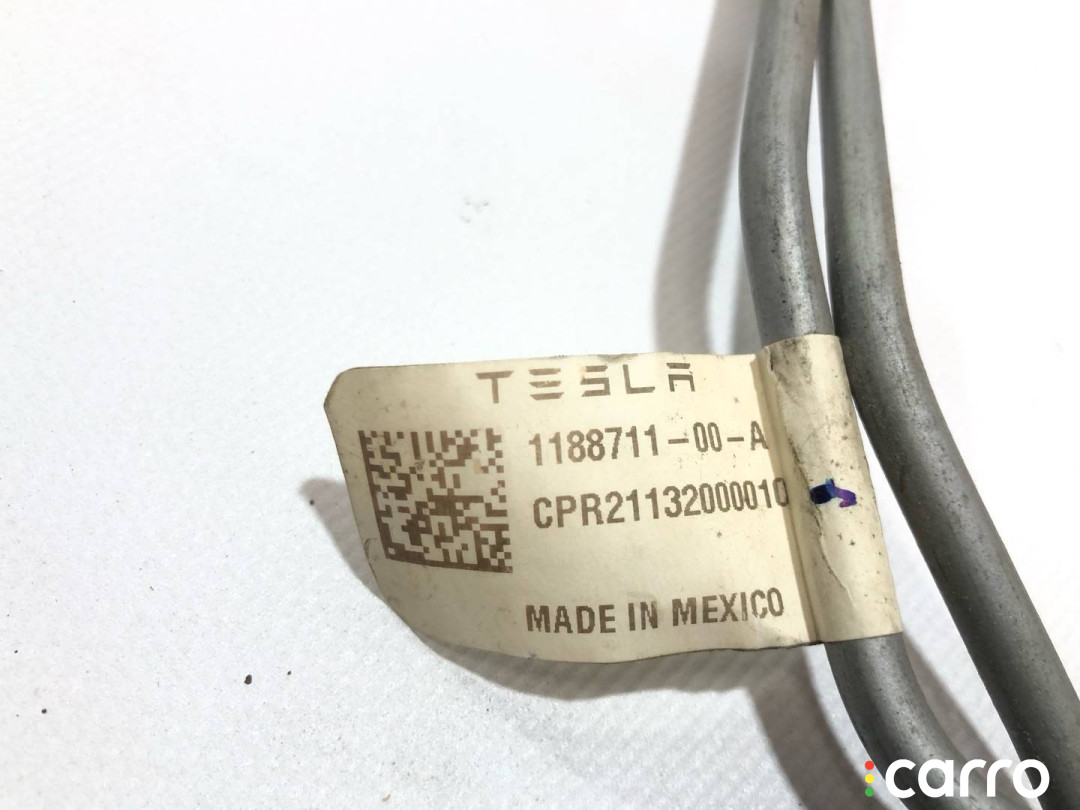 TESLA
1188711-00-A
CPR21132000010
MADE IN MEXICO
carro